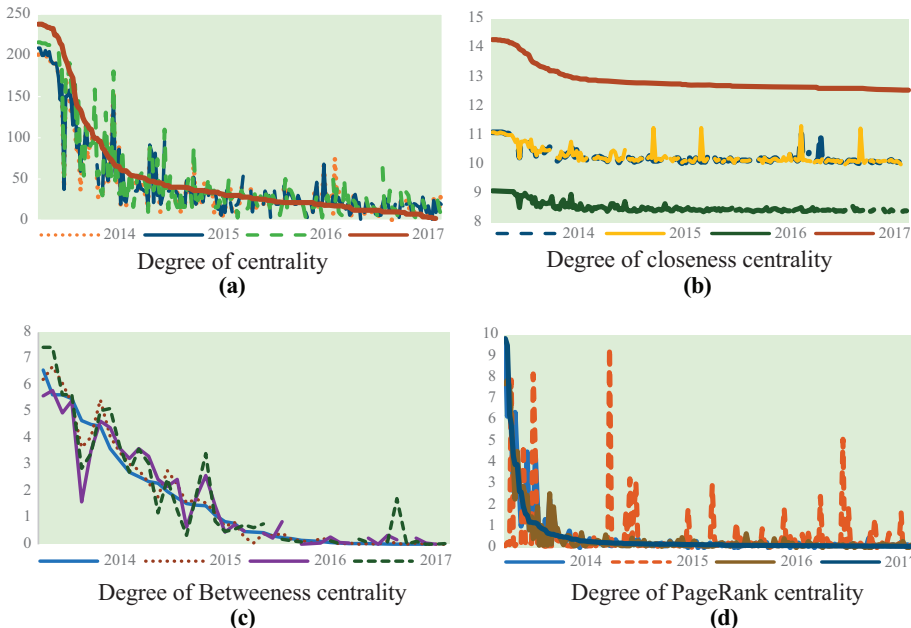 250
200
150
100
50
0
2014 2015 2016 2017
Degree of centrality
(a)
15
14
13
12
11
10
9
8
2014 2015 2016 2017
Degree of closeness centrality
(b)
8
7
6
5
4
3
2
1
0
2014 2015 2016 2017
Degree of Betweeness centrality
(c)
10
9
8
7
6
5
4
3
2
1
0
2014 2015 2016 2017
Degree of PageRank centrality
(d)